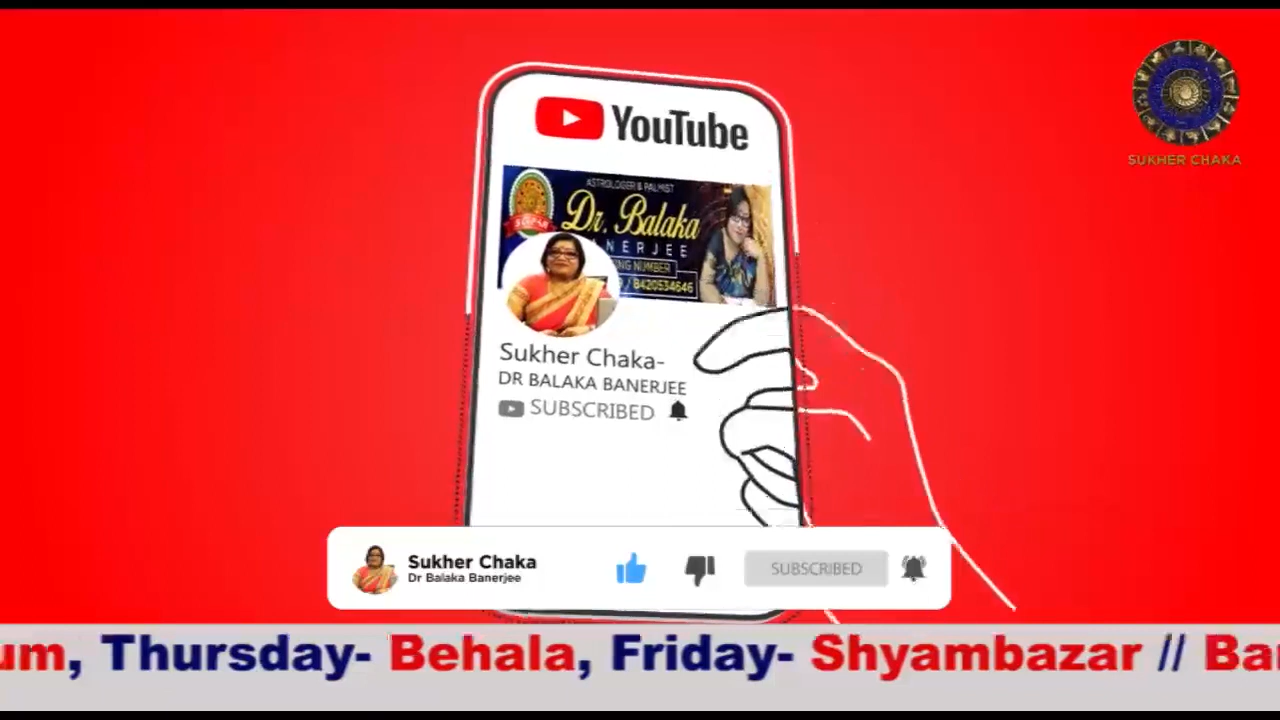 YouTube
SUKHER CHAKA
ASTROLOGER & PALMIST
Dr. Balaka
NERJEE
NUMBER
/ 8420534646
Sukher Chaka-
DR BALAKA BANERJEE
SUBSCRIBED
Sukher Chaka
Dr Balaka Banerjee
SUBSCRIBED
um, Thursday- Behala, Friday- Shyambazar // Ba